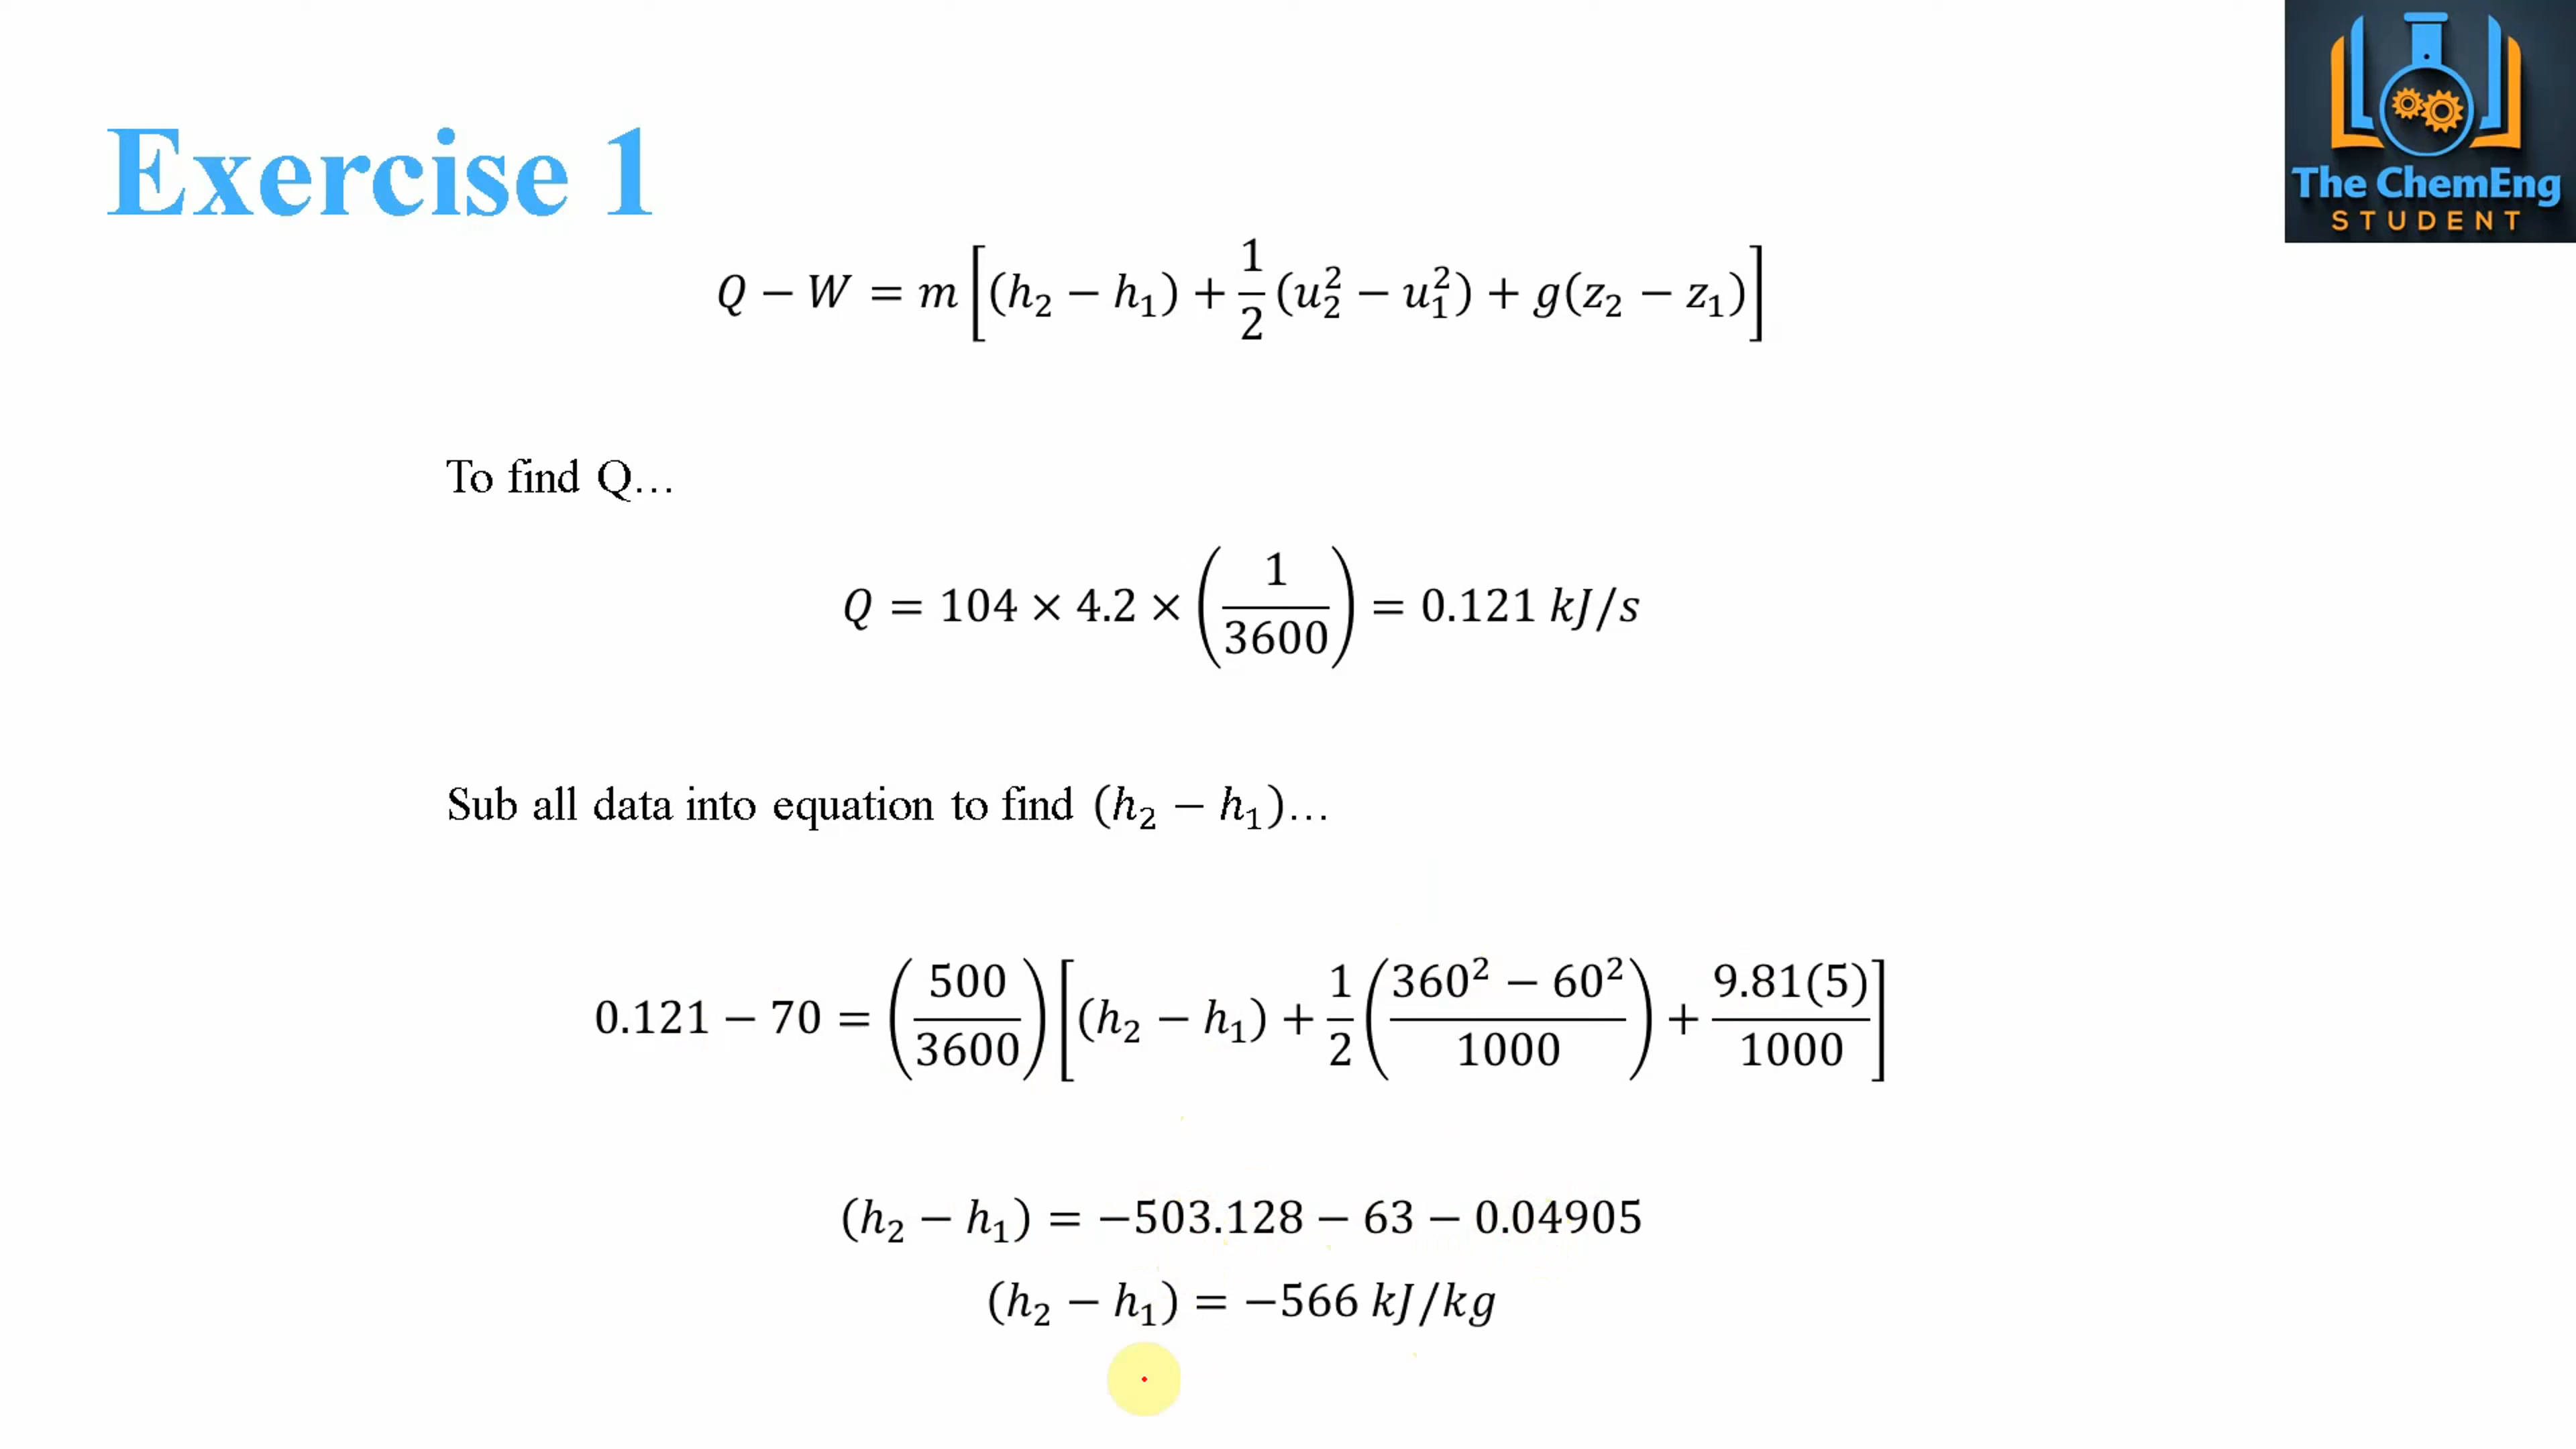 The ChemEng
STUDENT
Exercise 1
Q − W = m[(h₂ − h₁) + 1/2 (u₂² − u₁²) + g(z₂ − z₁)]
To find Q...
Q = 104 × 4.2 × (1/3600) = 0.121 kJ/s
Sub all data into equation to find (h₂ − h₁)...
0.121 − 70 = (500/3600)[(h₂ − h₁) + 1/2 ((360² − 60²)/1000) + 9.81(5)/1000]
(h₂ − h₁) = −503.128 − 63 − 0.04905
(h₂ − h₁) = −566 kJ/kg